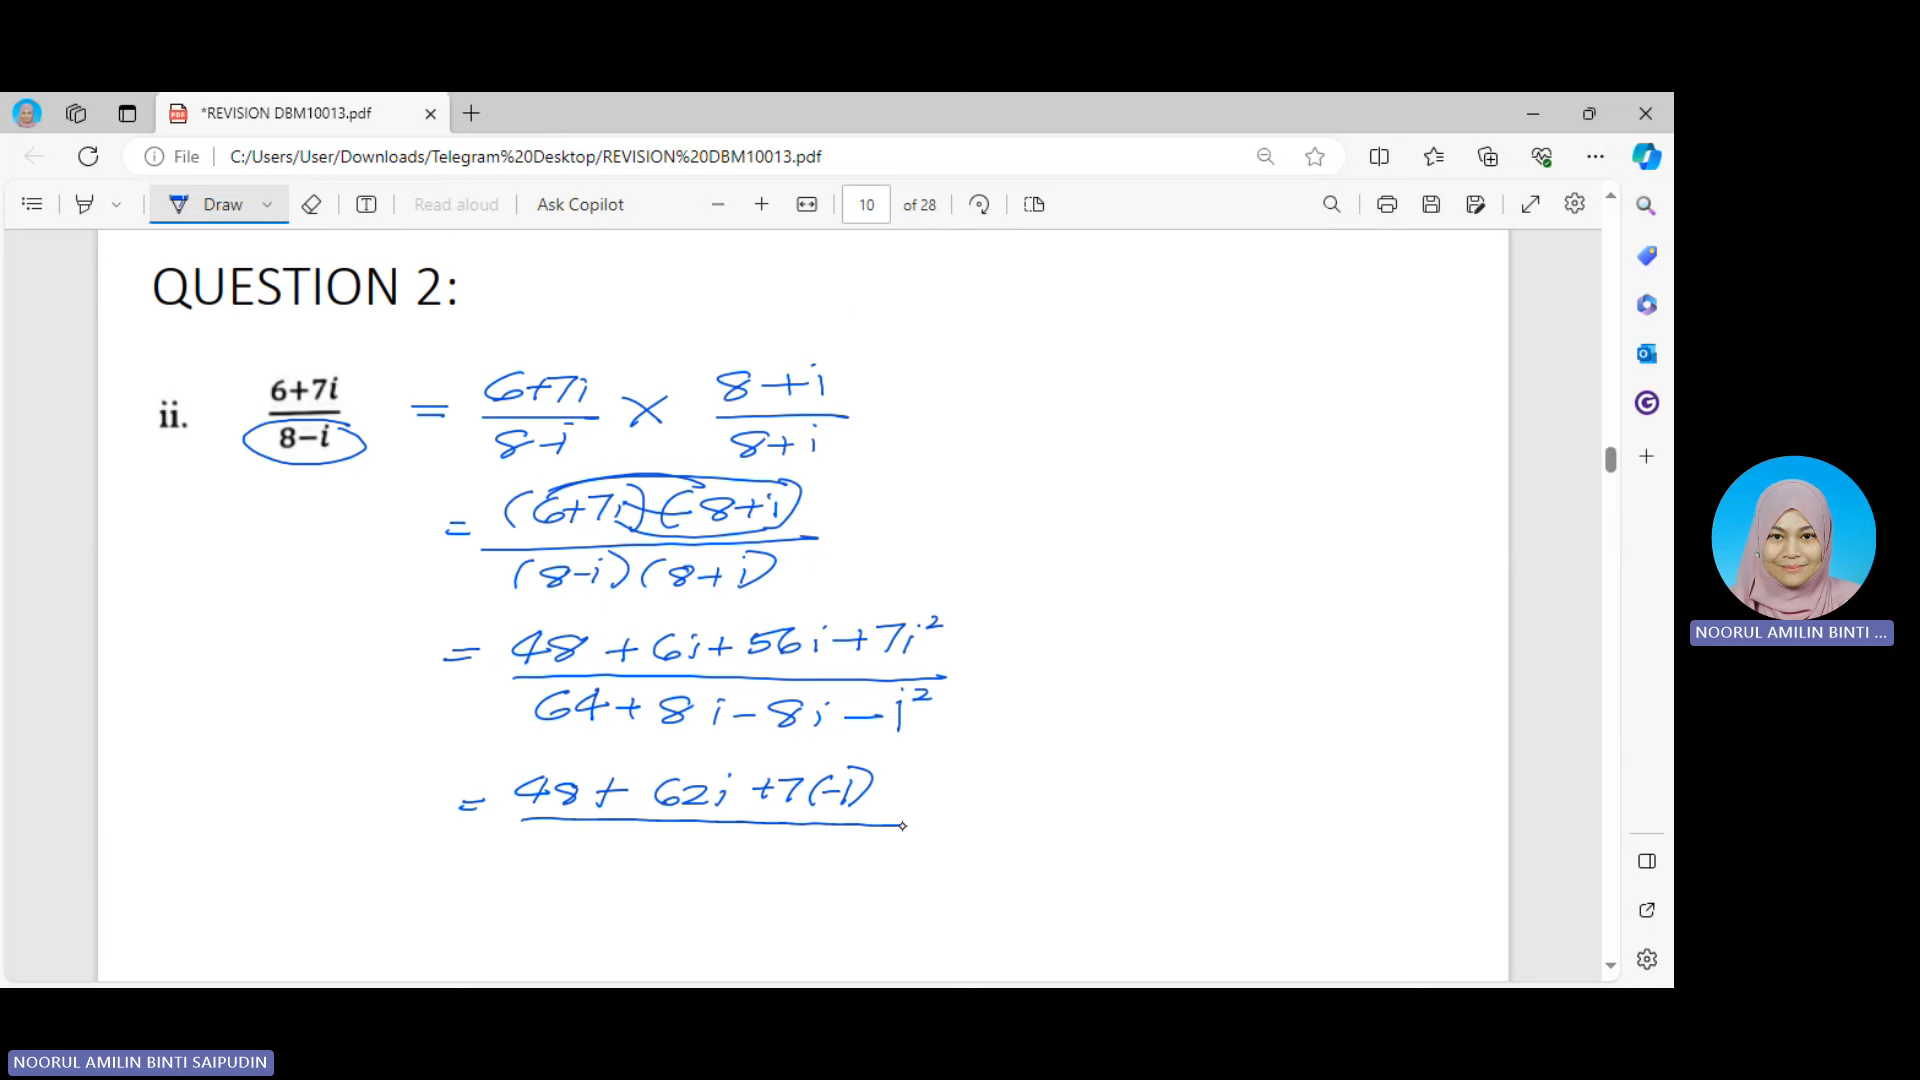 *REVISION DBM10013.pdf
File C:/Users/User/Downloads/Telegram%20Desktop/REVISION%20DBM10013.pdf
Draw Read aloud Ask Copilot 10 of 28
QUESTION 2:
ii. (6+7i)/(8−i) = (6+7i)/(8-i) × (8+i)/(8+i)
= (6+7i)(8+i)
(8-i)(8+i)
= 48 + 6i + 56i + 7i²
64 + 8i - 8i - i²
= 48 + 62i + 7(-1)
NOORUL AMILIN BINTI ...
NOORUL AMILIN BINTI SAIPUDIN